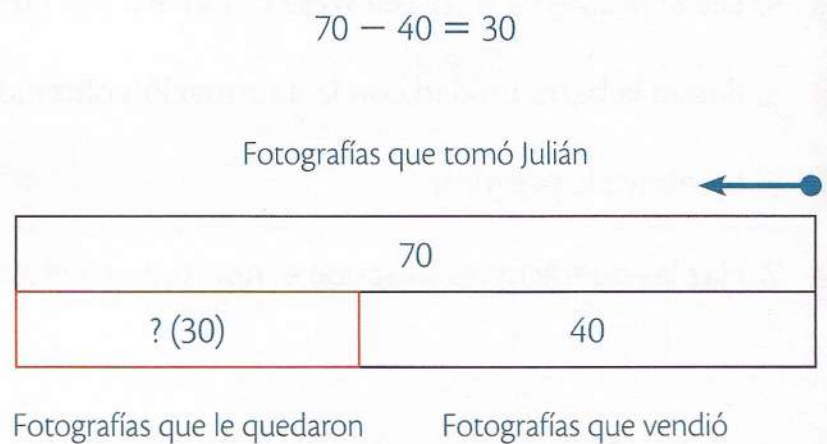 70 − 40 = 30
Fotografías que tomó Julián
70
? (30) 40
Fotografías que le quedaron Fotografías que vendió